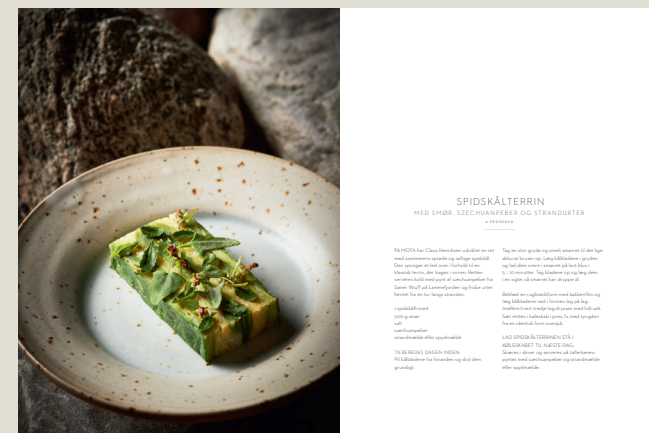 SPIDSKÅLTERRIN
MED SMØR, SZECHUANPEBER OG STRANDURTER
4 PERSONER
På MOTA har Claus Henriksen udviklet en ret
med sommerens sprøde og saftige spidskål.
Den springer et led over i forhold til en
klassisk terrin, der bages i ovnen. Retten
serveres kold med pynt af szechuanpeber fra
Søren Wiuff på Lammefjorden og friske urter
hentet fra en tur langs stranden.
1 spidskålhoved
500 g smør
salt
szechuanpeber
strandmælde eller spydmælde
TILBEREDES DAGEN INDEN:
Pil kålbladene fra hinanden og skyl dem
grundigt.
Tag en stor gryde og smelt smørret til det lige
akkurat bruser op. Læg kålbladene i gryden
og lad dem simre i smørret på lavt blus i
5 - 10 minutter. Tag bladene op og læg dem
i en sigte, så smørret kan dryppe af.
Beklæd en rugbrødsform med bakkenfilm og
læg kålbladene ned i formen lag på lag.
Imellem hvert tredje lag drysses med lidt salt.
Sæt retten i køleskab i pres, fx med tyngden
fra en identisk form ovenpå.
LAD SPIDSKÅLTERRINEN STÅ I
KØLESKABET TIL NÆSTE DAG:
Skæres i skiver og serveres på tallerkenen
pyntet med szechuanpeber og strandmælde
eller spydmælde.